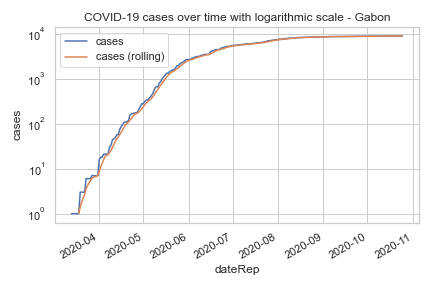 COVID-19 cases over time with logarithmic scale - Gabon
cases
cases (rolling)
10⁴
10³
10²
10¹
10⁰
cases
2020-04
2020-05
2020-06
2020-07
2020-08
2020-09
2020-10
2020-11
dateRep